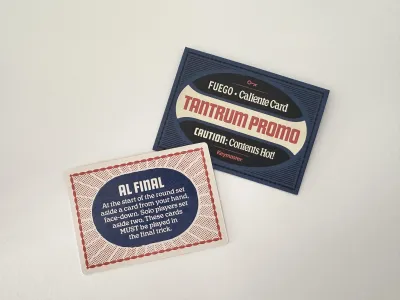 FUEGO • Caliente Card
TANTRUM PROMO
CAUTION: Contents Hot!
Keymaster
AL FINAL
At the start of the round set
aside a card from your hand,
face-down. Solo players set
aside two. These cards
MUST be played in
the final trick.